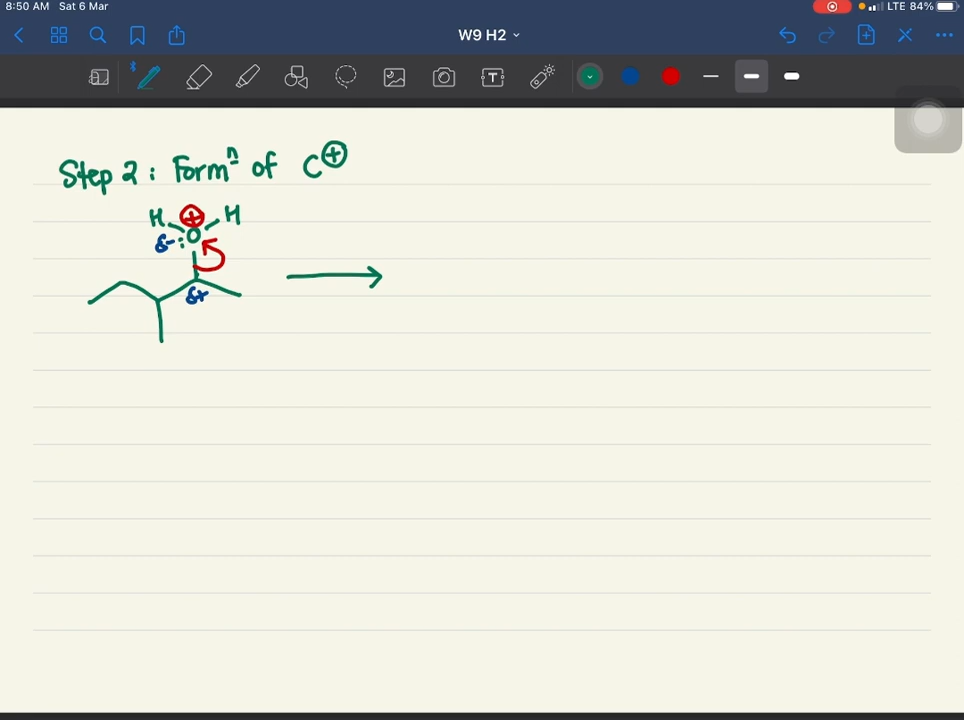 8:50 AM Sat 6 Mar LTE 84%
W9 H2
T
Step 2 : Formⁿ of C⊕
H ⊕ H
δ- : O
δ+